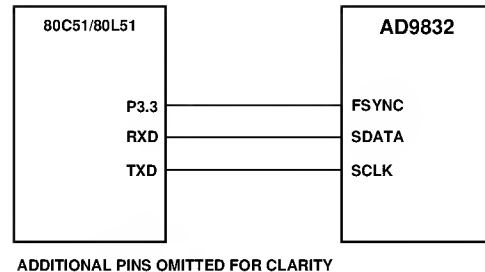 80C51/80L51
AD9832
P3.3
FSYNC
RXD
SDATA
TXD
SCLK
ADDITIONAL PINS OMITTED FOR CLARITY